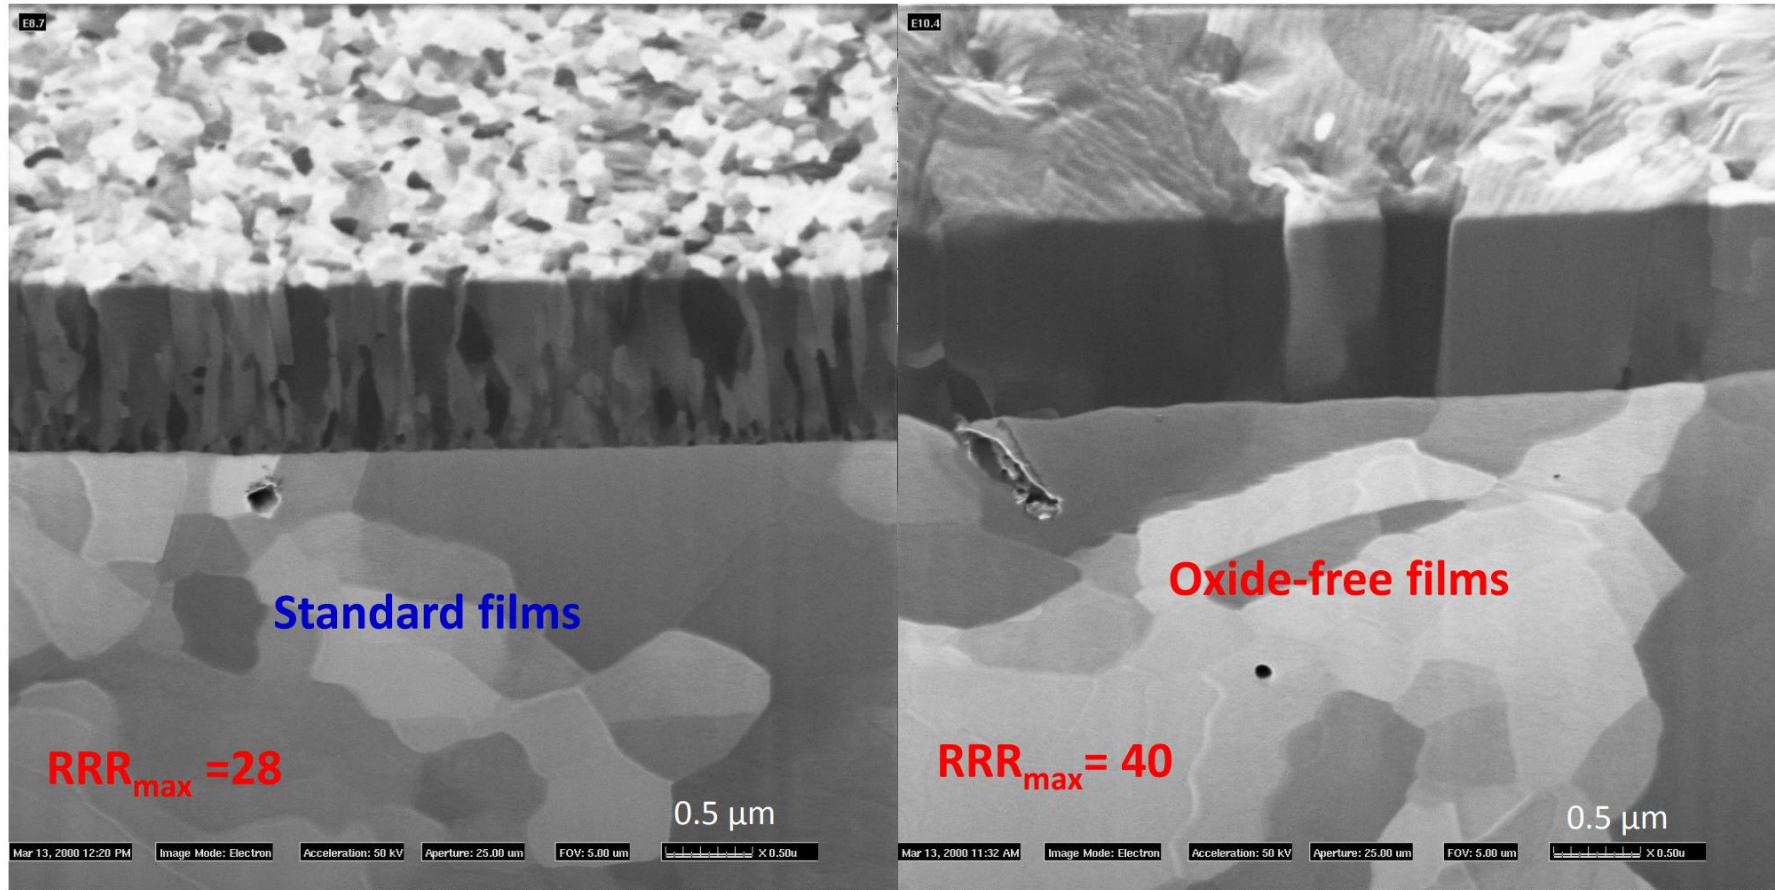 E8.7
Standard films
RRRmax =28
0.5 µm
Mar 13, 2000 12:20 PM Image Mode: Electron Acceleration: 50 kV Aperture: 25.00 um FOV: 5.00 um X 0.50u
E10.4
Oxide-free films
RRRmax= 40
0.5 µm
Mar 13, 2000 11:32 AM Image Mode: Electron Acceleration: 50 kV Aperture: 25.00 um FOV: 5.00 um X 0.50u